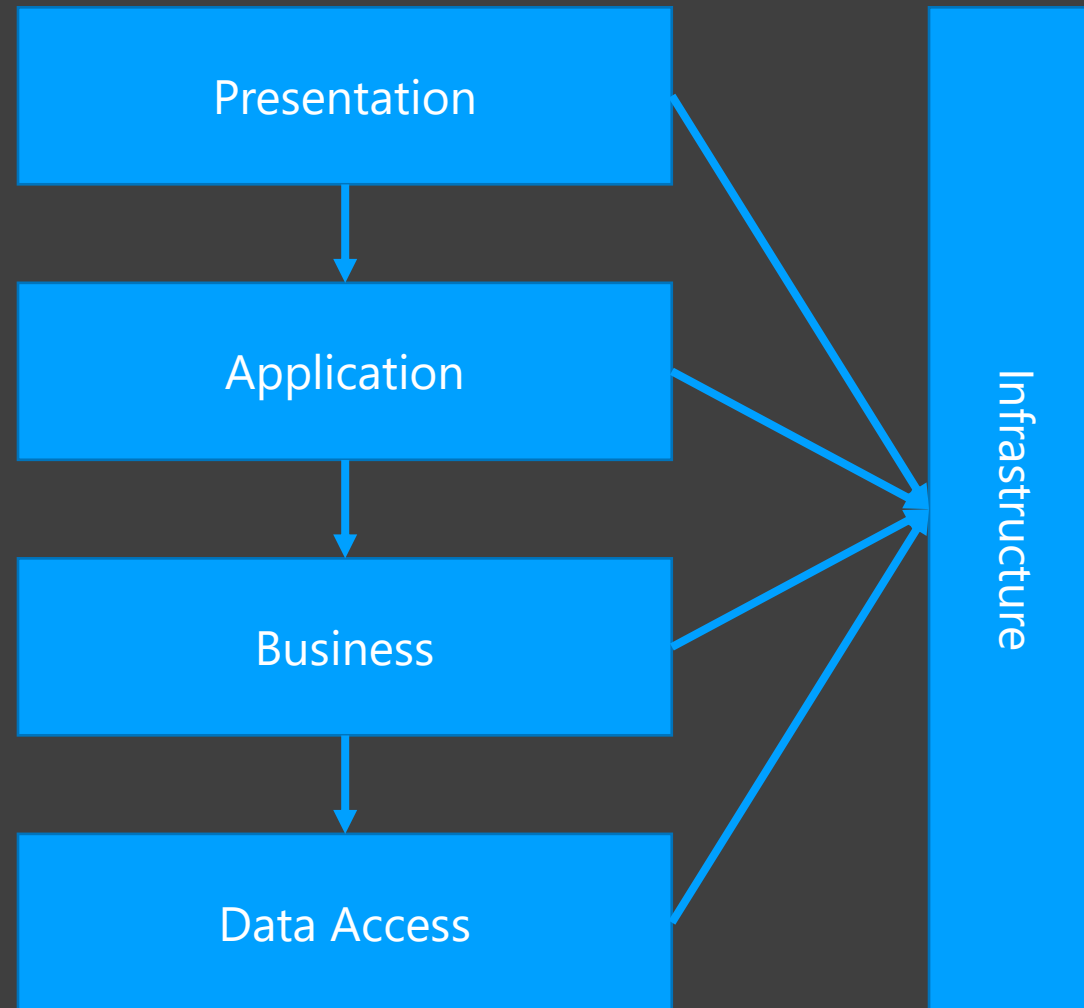 Presentation
Application
Business
Data Access
Infrastructure